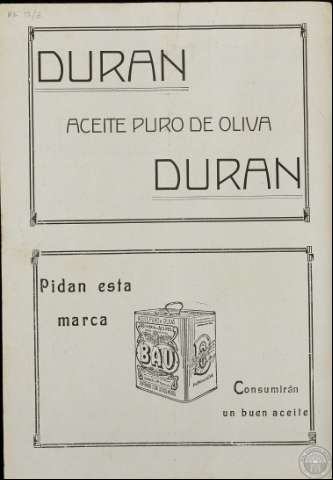 DURAN
ACEITE PURO DE OLIVA
DURAN
Pidan esta
marca
BAU
Consumirán
un buen aceite